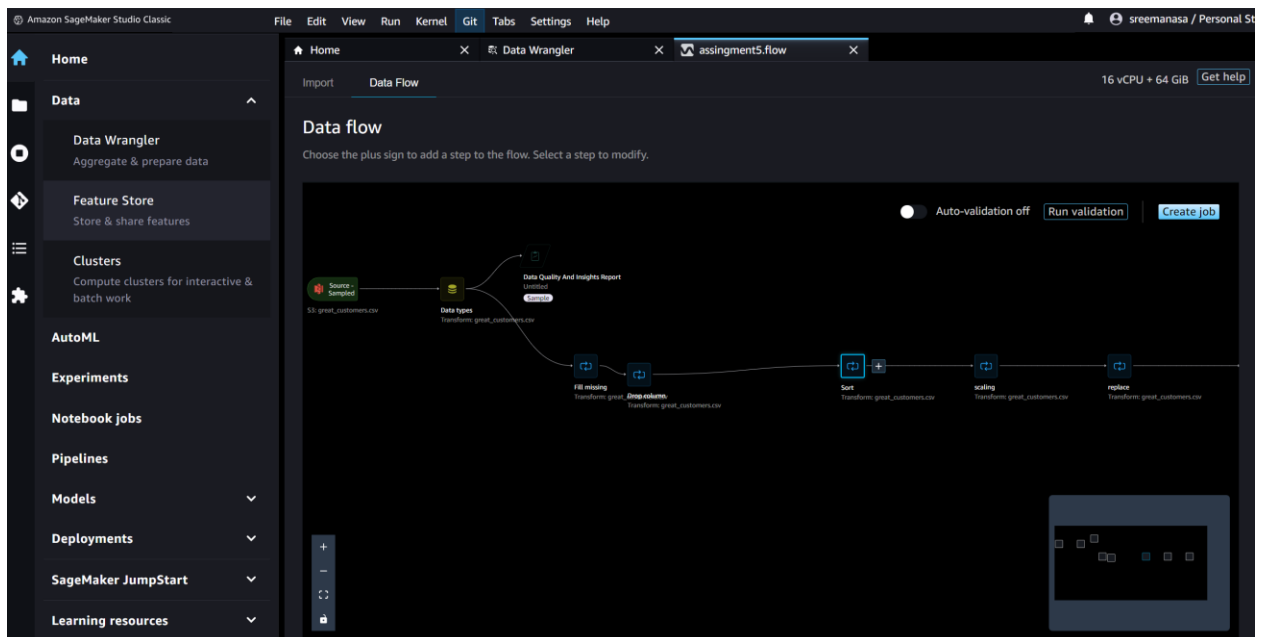 Amazon SageMaker Studio Classic
File Edit View Run Kernel Git Tabs Settings Help
sreemanasa / Personal St
Home
Data
Data Wrangler
Aggregate & prepare data
Feature Store
Store & share features
Clusters
Compute clusters for interactive &
batch work
AutoML
Experiments
Notebook jobs
Pipelines
Models
Deployments
SageMaker JumpStart
Learning resources
Home
Data Wrangler
assingment5.flow
Import
Data Flow
16 vCPU + 64 GiB
Get help
Data flow
Choose the plus sign to add a step to the flow. Select a step to modify.
Auto-validation off
Run validation
Create job
Source -
Sampled
S3: great_customers.csv
Data types
Transform: great_customers.csv
Data Quality And Insights Report
Untitled
Sample
Fill missing
Transform: great_
Drop column
Transform: great_customers.csv
Sort
Transform: great_customers.csv
scaling
Transform: great_customers.csv
replace
Transform: great_customers.csv